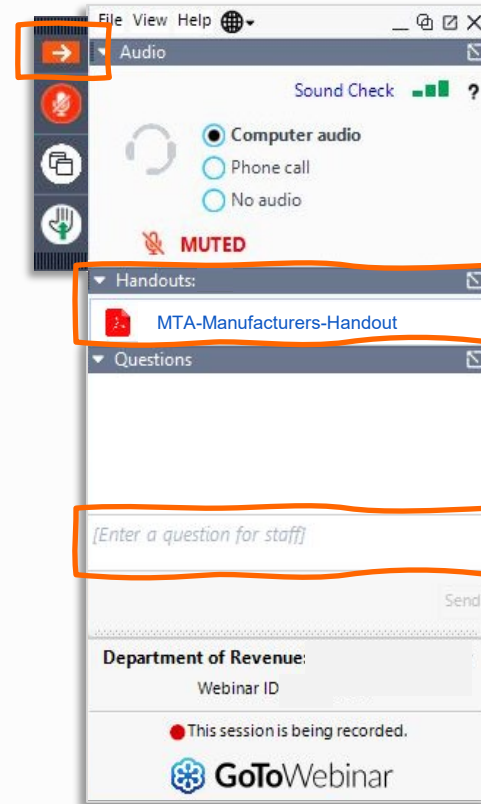 File View Help
Audio
Sound Check ?
Computer audio
Phone call
No audio
MUTED
Handouts:
MTA-Manufacturers-Handout
Questions
[Enter a question for staff]
Send
Department of Revenue:
Webinar ID
This session is being recorded.
GoToWebinar